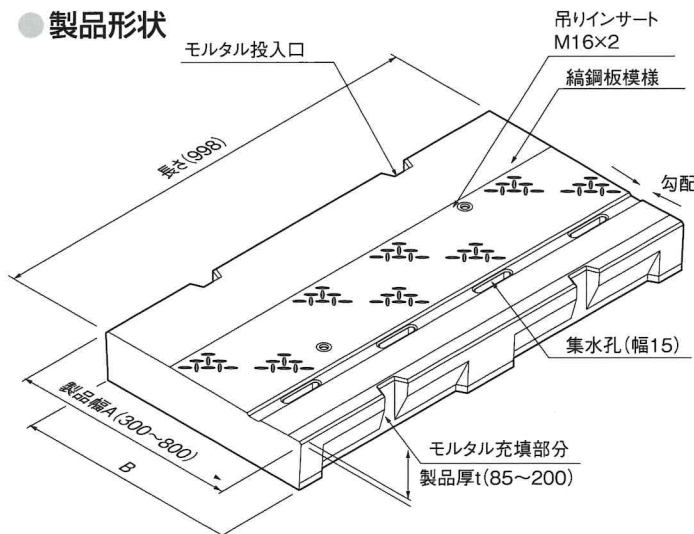 製品形状
モルタル投入口
吊りインサート
M16×2
縞鋼板模様
長さ(998)
勾配
集水孔(幅15)
製品幅A(300~800)
モルタル充填部分
製品厚t(85~200)
B